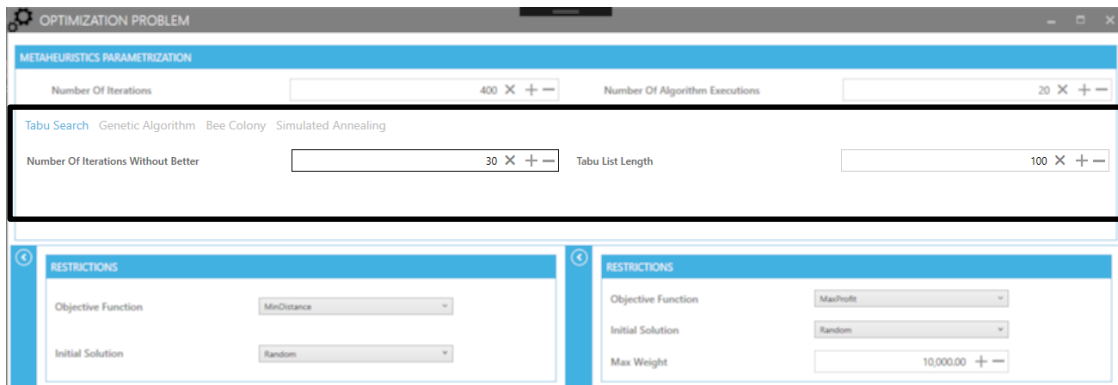 OPTIMIZATION PROBLEM
METAHEURISTICS PARAMETRIZATION
Number Of Iterations 400 Number Of Algorithm Executions 20
Tabu Search Genetic Algorithm Bee Colony Simulated Annealing
Number Of Iterations Without Better 30 Tabu List Length 100
RESTRICTIONS
Objective Function MinDistance
Initial Solution Random
RESTRICTIONS
Objective Function MaxProfit
Initial Solution Random
Max Weight 10,000.00